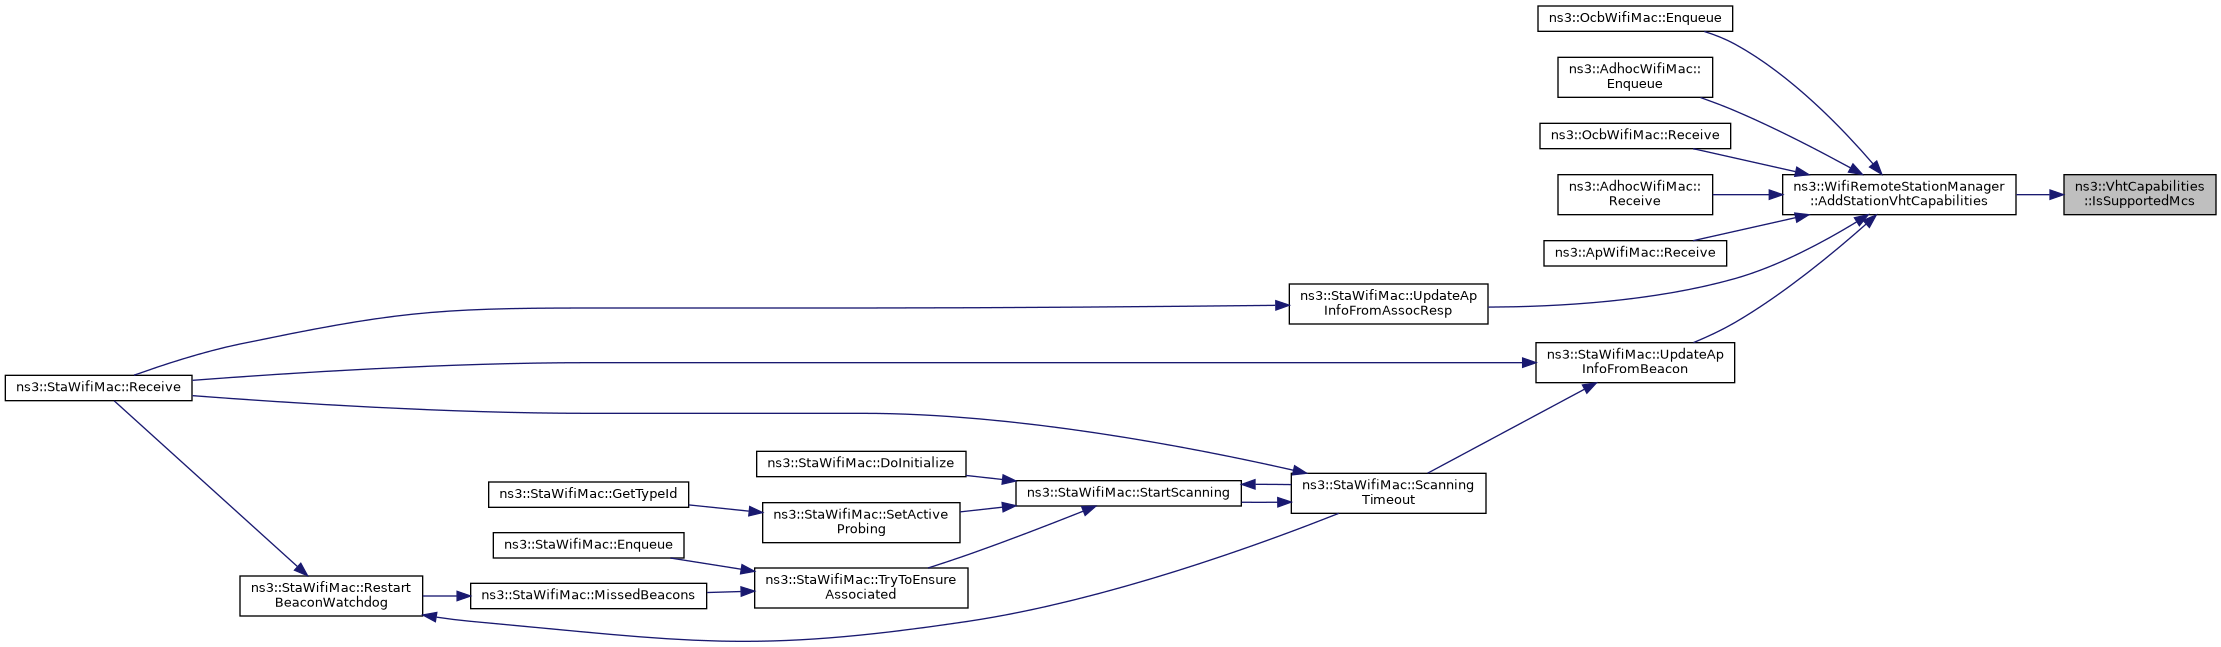 ns3::OcbWifiMac::Enqueue
ns3::AdhocWifiMac::
Enqueue
ns3::OcbWifiMac::Receive
ns3::AdhocWifiMac::
Receive
ns3::WifiRemoteStationManager
::AddStationVhtCapabilities
ns3::VhtCapabilities
::IsSupportedMcs
ns3::ApWifiMac::Receive
ns3::StaWifiMac::UpdateAp
InfoFromAssocResp
ns3::StaWifiMac::UpdateAp
InfoFromBeacon
ns3::StaWifiMac::Receive
ns3::StaWifiMac::DoInitialize
ns3::StaWifiMac::GetTypeId
ns3::StaWifiMac::StartScanning
ns3::StaWifiMac::Scanning
Timeout
ns3::StaWifiMac::SetActive
Probing
ns3::StaWifiMac::Enqueue
ns3::StaWifiMac::TryToEnsure
Associated
ns3::StaWifiMac::Restart
BeaconWatchdog
ns3::StaWifiMac::MissedBeacons